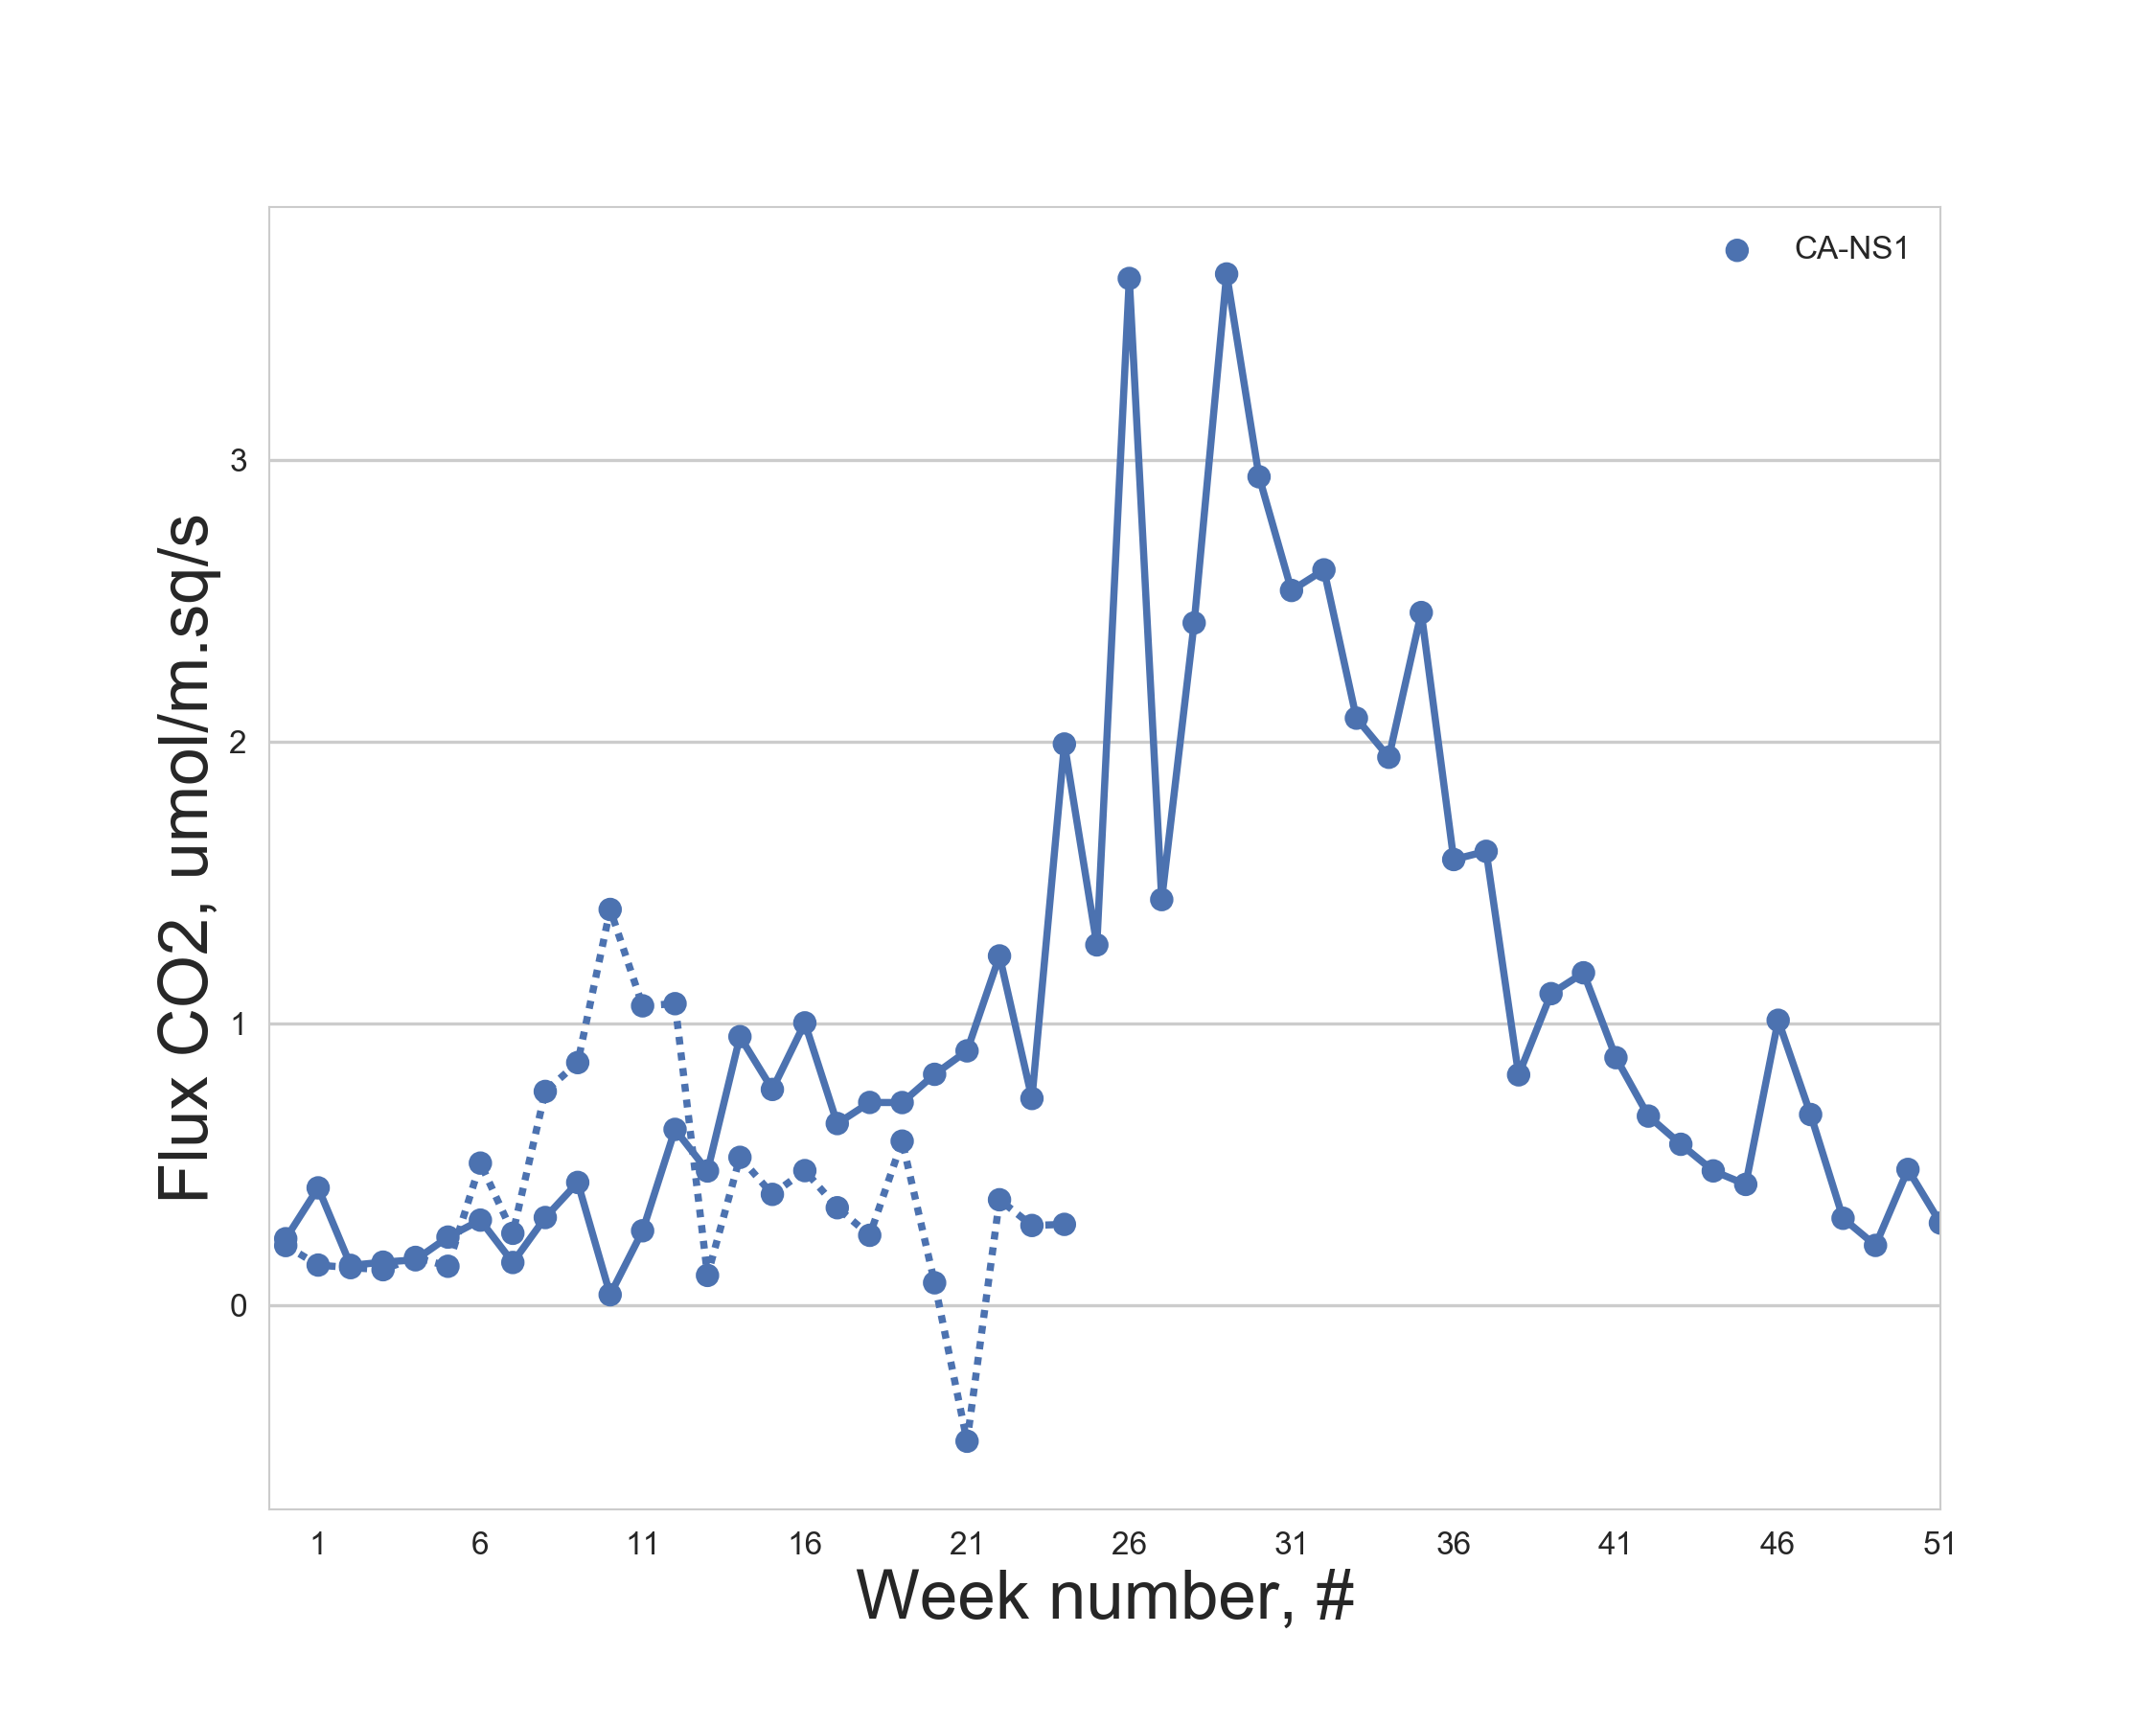 CA-NS1
3
2
1
0
Flux CO2, umol/m.sq/s
1 6 11 16 21 26 31 36 41 46 51
Week number, #